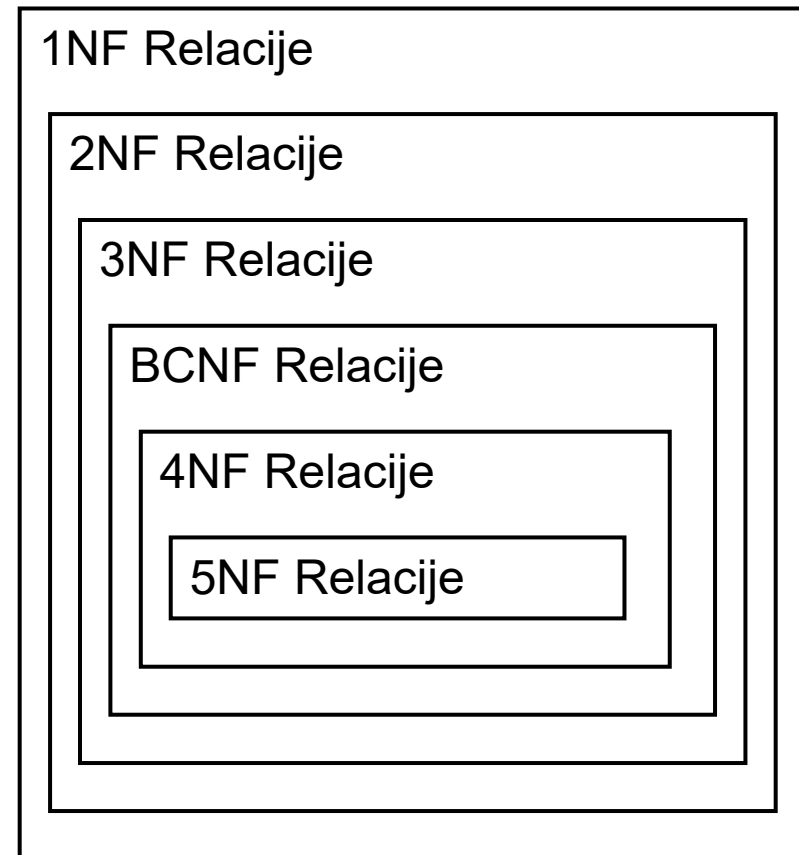 1NF Relacije
2NF Relacije
3NF Relacije
BCNF Relacije
4NF Relacije
5NF Relacije